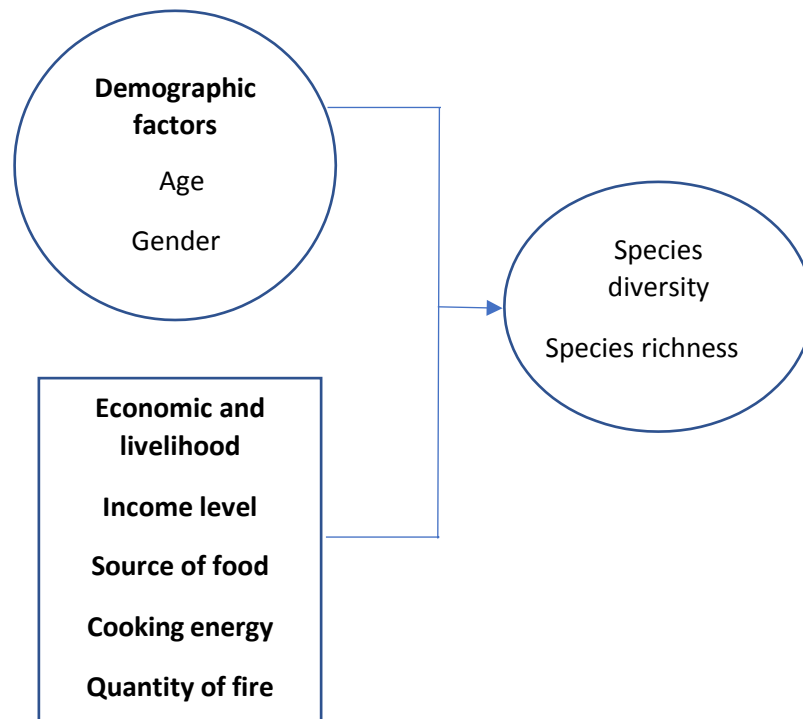 Demographic
factors
Age
Gender
Species
diversity
Species richness
Economic and
livelihood
Income level
Source of food
Cooking energy
Quantity of fire